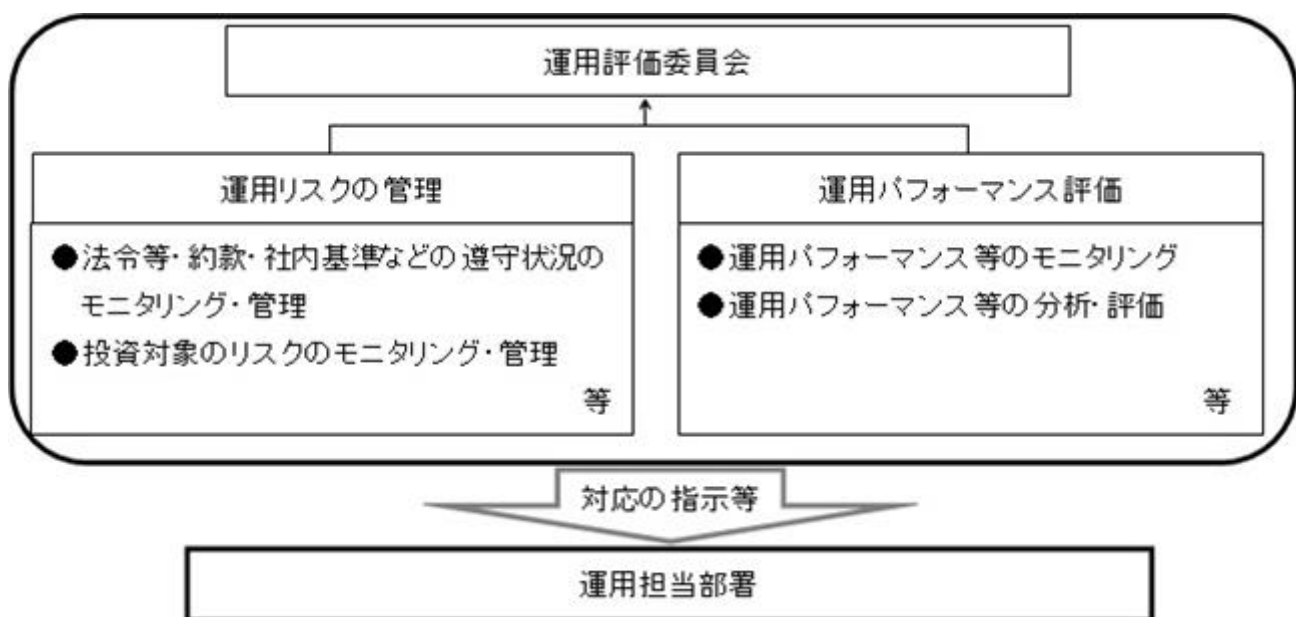 運用評価委員会
運用リスクの管理
●法令等・約款・社内基準などの遵守状況の
モニタリング・管理
●投資対象のリスクのモニタリング・管理
等
運用パフォーマンス評価
●運用パフォーマンス等のモニタリング
●運用パフォーマンス等の分析・評価
等
対応の指示等
運用担当部署